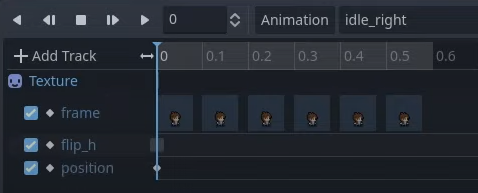 0 Animation idle_right
Add Track 0 0.1 0.2 0.3 0.4 0.5 0.6
Texture
frame
flip_h
position